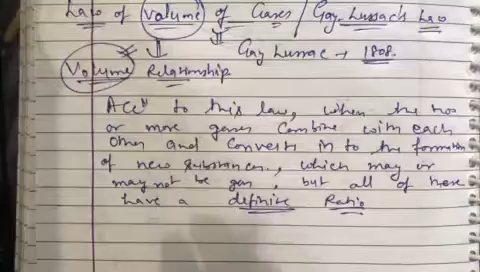 Law of Volume of Gases / Gay-Lussac's Law
Gay Lussac → 1808.
Volume Relationship.
Accⁿ to this law, when the two
or more gases combine with each
other and converts in to the formation
of new substances., which may or
may not be gas, but all of these
have a definite Ratio